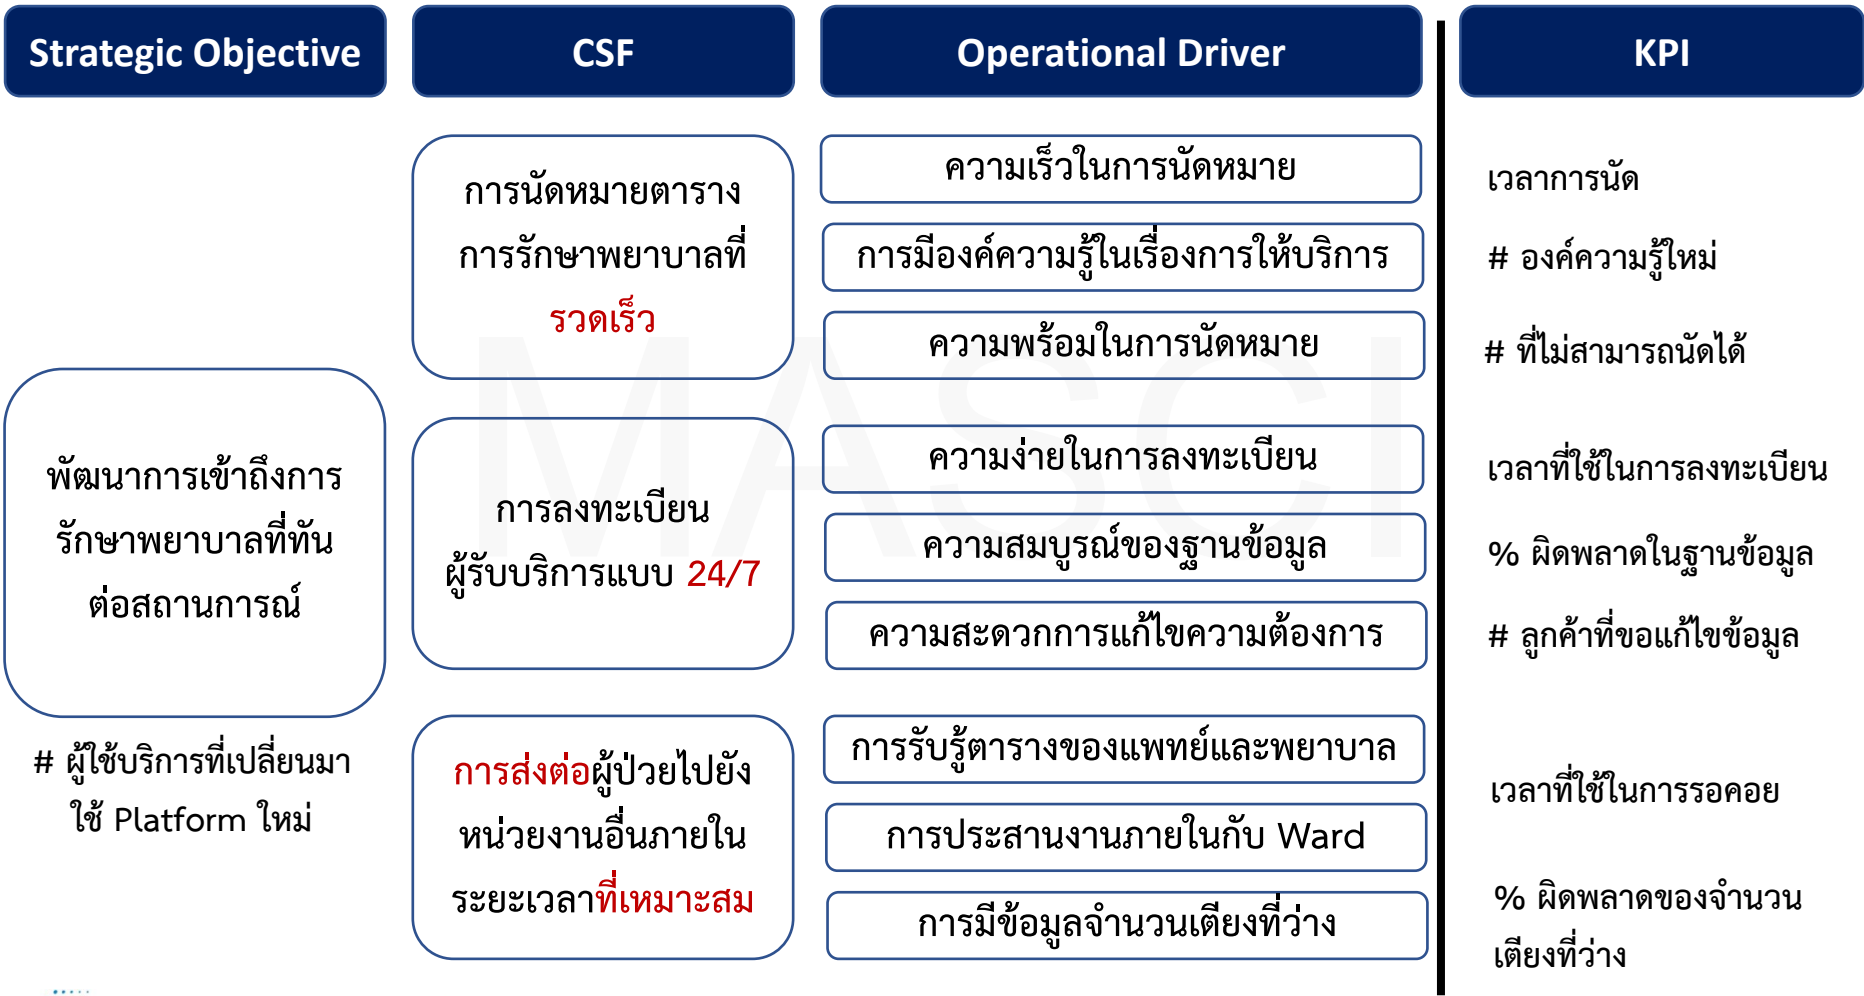 Strategic Objective
CSF
Operational Driver
KPI
พัฒนาการเข้าถึงการ
รักษาพยาบาลที่ทัน
ต่อสถานการณ์
# ผู้ใช้บริการที่เปลี่ยนมา
ใช้ Platform ใหม่
การนัดหมายตาราง
การรักษาพยาบาลที่
รวดเร็ว
ความเร็วในการนัดหมาย
เวลาการนัด
การมีองค์ความรู้ในเรื่องการให้บริการ
# องค์ความรู้ใหม่
ความพร้อมในการนัดหมาย
# ที่ไม่สามารถนัดได้
การลงทะเบียน
ผู้รับบริการแบบ 24/7
ความง่ายในการลงทะเบียน
เวลาที่ใช้ในการลงทะเบียน
ความสมบูรณ์ของฐานข้อมูล
% ผิดพลาดในฐานข้อมูล
ความสะดวกการแก้ไขความต้องการ
# ลูกค้าที่ขอแก้ไขข้อมูล
การส่งต่อผู้ป่วยไปยัง
หน่วยงานอื่นภายใน
ระยะเวลาที่เหมาะสม
การรับรู้ตารางของแพทย์และพยาบาล
เวลาที่ใช้ในการรอคอย
การประสานงานภายในกับ Ward
การมีข้อมูลจำนวนเตียงที่ว่าง
% ผิดพลาดของจำนวน
เตียงที่ว่าง
MASCI